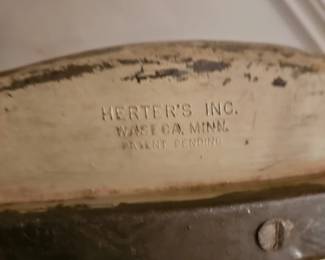 HERTER'S INC.
WASECA, MINN.
PATENT PENDING